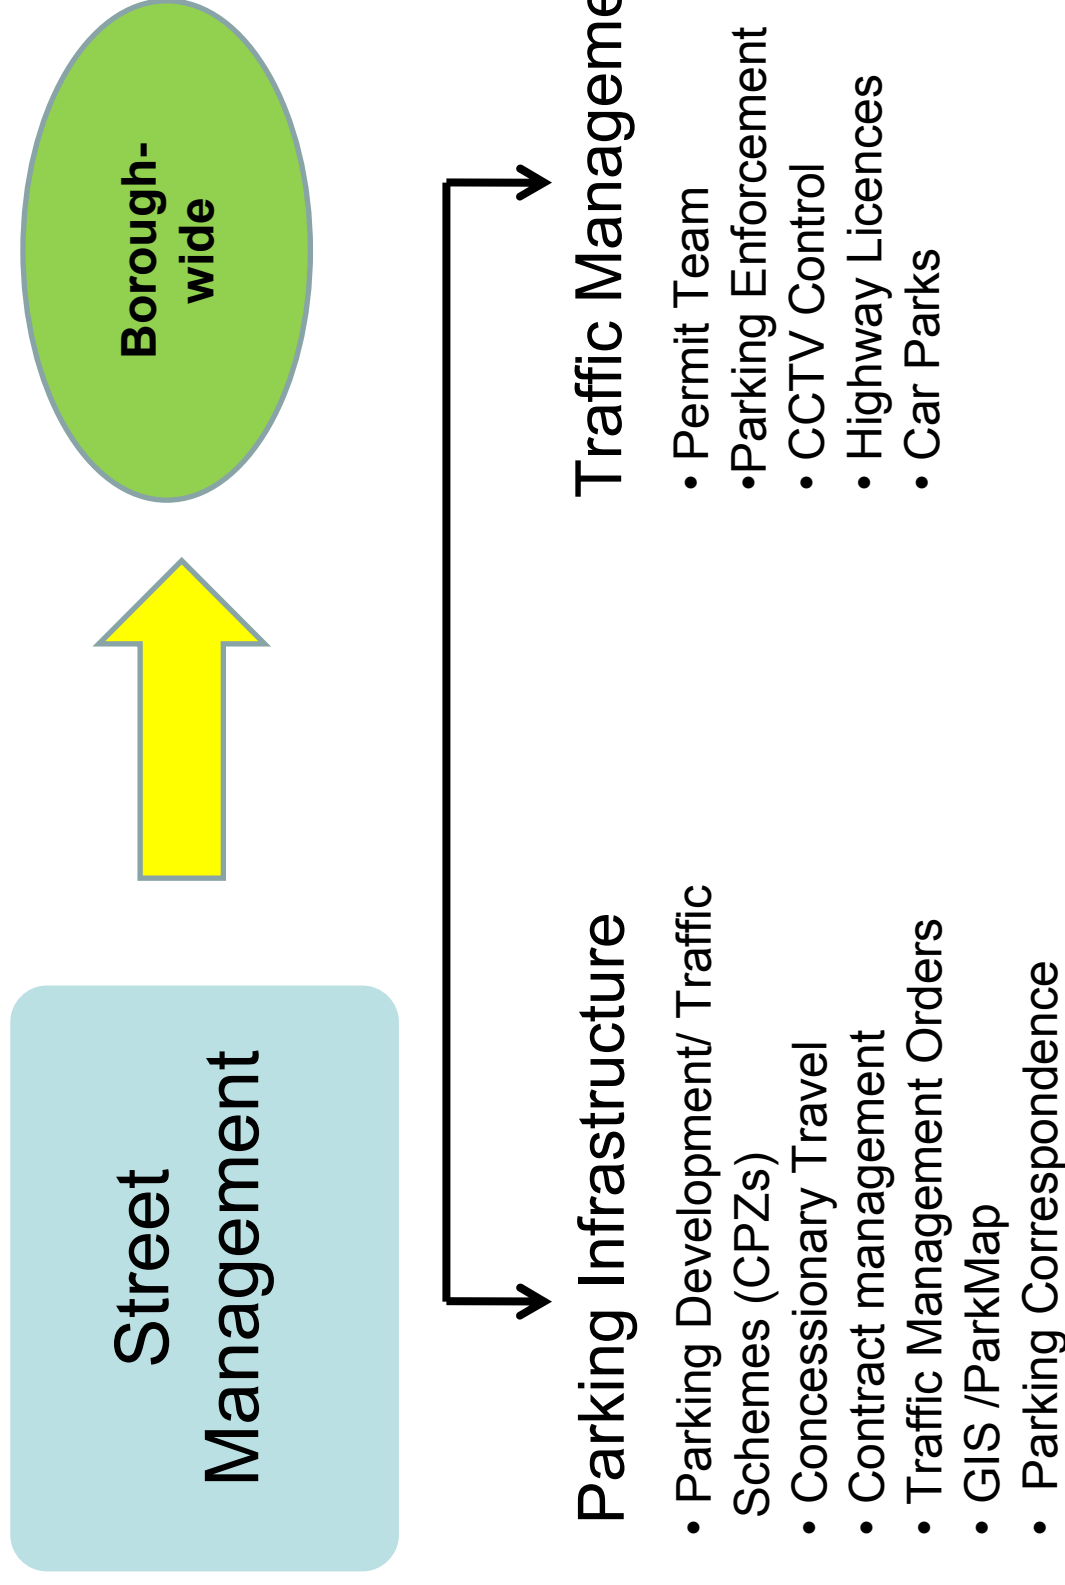 Street
Management
Borough-
wide
Parking Infrastructure
• Parking Development/ Traffic
Schemes (CPZs)
• Concessionary Travel
• Contract management
• Traffic Management Orders
• GIS /ParkMap
• Parking Correspondence
Traffic Manageme
• Permit Team
•Parking Enforcement
• CCTV Control
• Highway Licences
• Car Parks